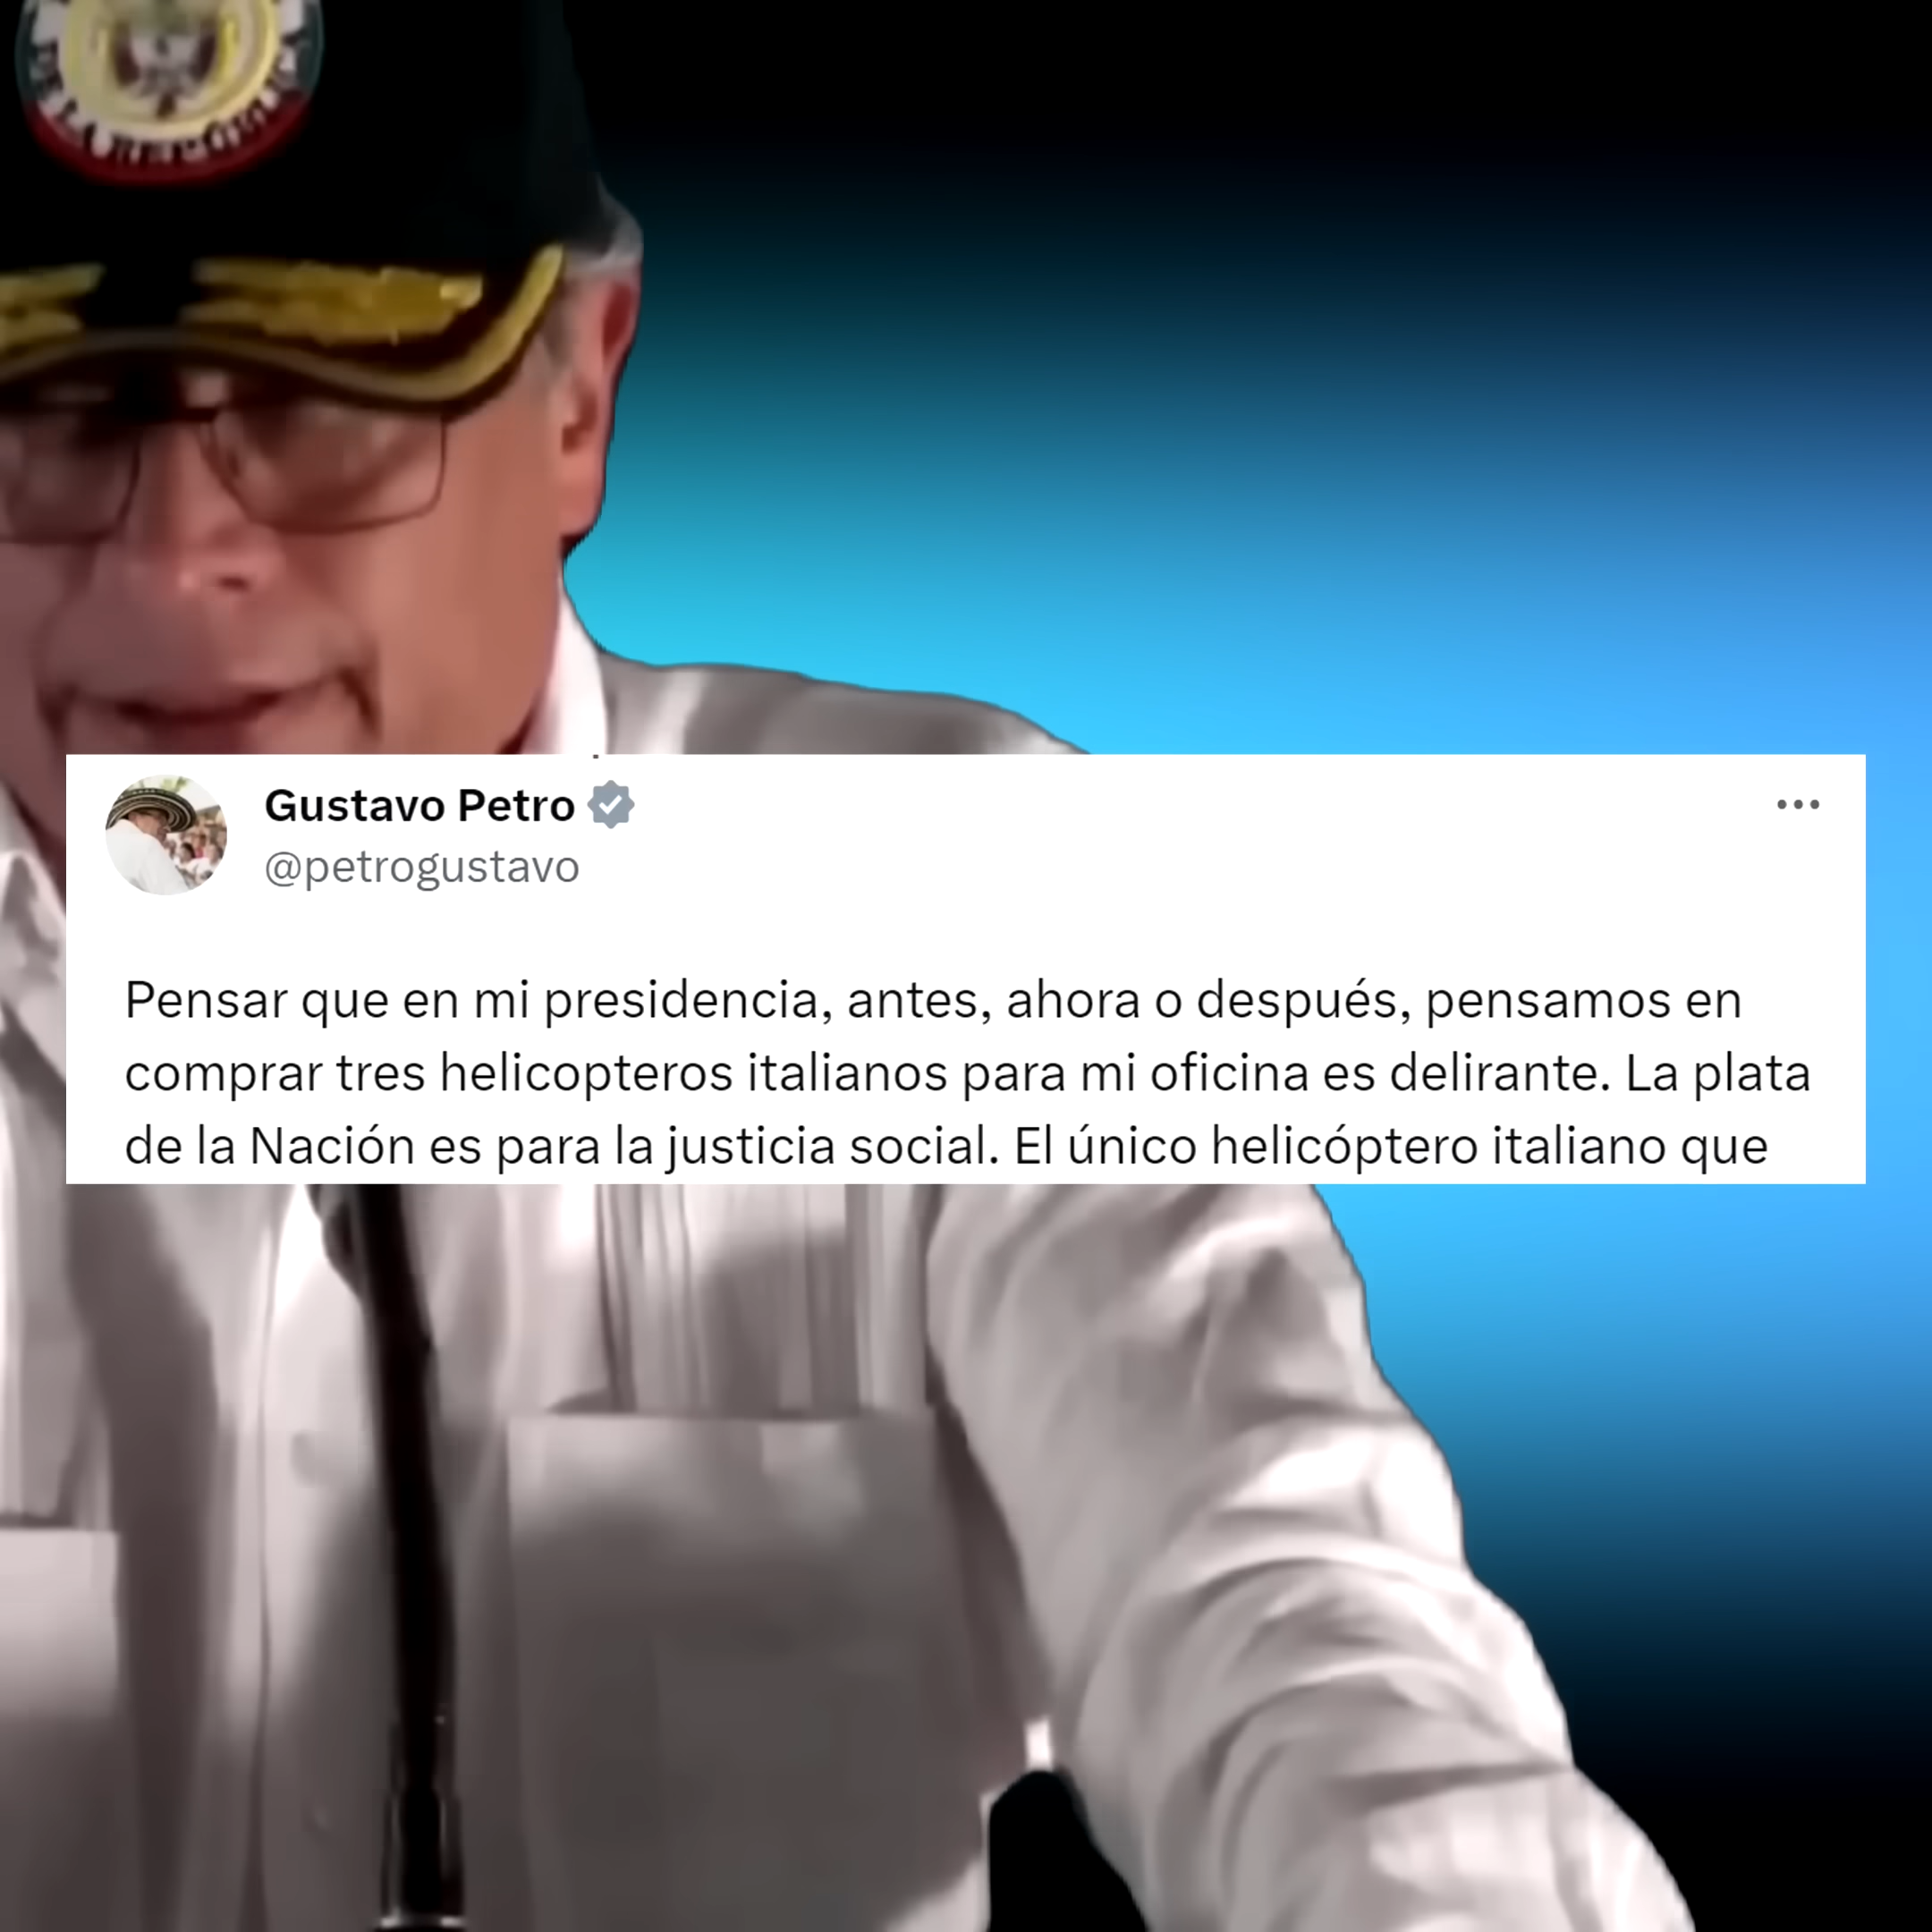 Gustavo Petro
@petrogustavo
Pensar que en mi presidencia, antes, ahora o después, pensamos en
comprar tres helicopteros italianos para mi oficina es delirante. La plata
de la Nación es para la justicia social. El único helicóptero italiano que